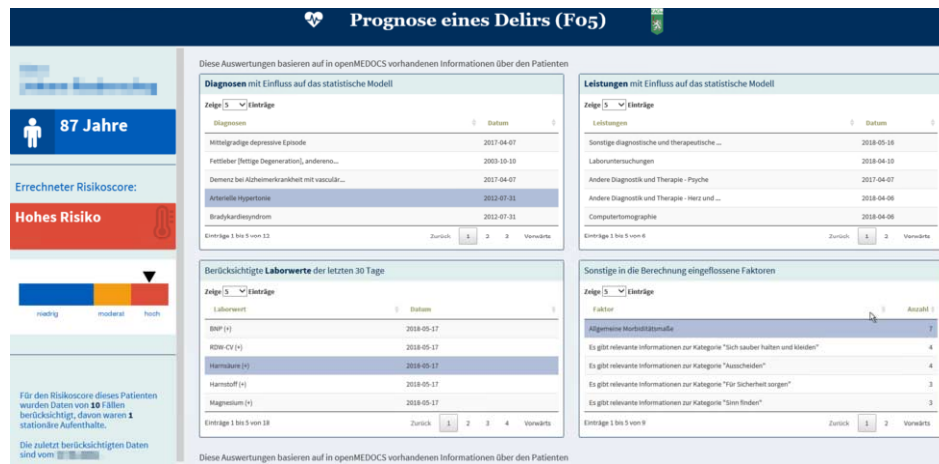 Prognose eines Delirs (F05)
87 Jahre
Errechneter Risikoscore:
Hohes Risiko
niedrig moderat hoch
Für den Risikoscore dieses Patienten
wurden Daten von 10 Fällen
berücksichtigt, davon waren 1
stationäre Aufenthalte.
Die zuletzt berücksichtigten Daten
sind vom
Diese Auswertungen basieren auf in openMEDOCS vorhandenen Informationen über den Patienten
Diagnosen mit Einfluss auf das statistische Modell
Zeige 5 Einträge
Diagnosen Datum
Mittelgradige depressive Episode 2017-04-07
Fettleber [fettige Degeneration], andereno... 2003-10-10
Demenz bei Alzheimerkrankheit mit vasculär... 2017-04-07
Arterielle Hypertonie 2012-07-31
Bradykardiesyndrom 2012-07-31
Einträge 1 bis 5 von 12 Zurück 1 2 3 Vorwärts
Leistungen mit Einfluss auf das statistische Modell
Zeige 5 Einträge
Leistungen Datum
Sonstige diagnostische und therapeutische ... 2018-05-16
Laboruntersuchungen 2018-04-10
Andere Diagnostik und Therapie - Psyche 2017-04-07
Andere Diagnostik und Therapie - Herz und ... 2018-04-06
Computertomographie 2018-04-06
Einträge 1 bis 5 von 6 Zurück 1 2 Vorwärts
Berücksichtigte Laborwerte der letzten 30 Tage
Zeige 5 Einträge
Laborwert Datum
BNP (+) 2018-05-17
RDW-CV (+) 2018-05-17
Harnsäure (+) 2018-05-17
Harnstoff (+) 2018-05-17
Magnesium (+) 2018-05-17
Einträge 1 bis 5 von 18 Zurück 1 2 3 4 Vorwärts
Sonstige in die Berechnung eingeflossene Faktoren
Zeige 5 Einträge
Faktor Anzahl
Allgemeine Morbiditätsmaße 7
Es gibt relevante Informationen zur Kategorie "Sich sauber halten und kleiden" 4
Es gibt relevante Informationen zur Kategorie "Ausscheiden" 4
Es gibt relevante Informationen zur Kategorie "Für Sicherheit sorgen" 3
Es gibt relevante Informationen zur Kategorie "Sinn finden" 3
Einträge 1 bis 5 von 9 Zurück 1 2 Vorwärts
Diese Auswertungen basieren auf in openMEDOCS vorhandenen Informationen über den Patienten